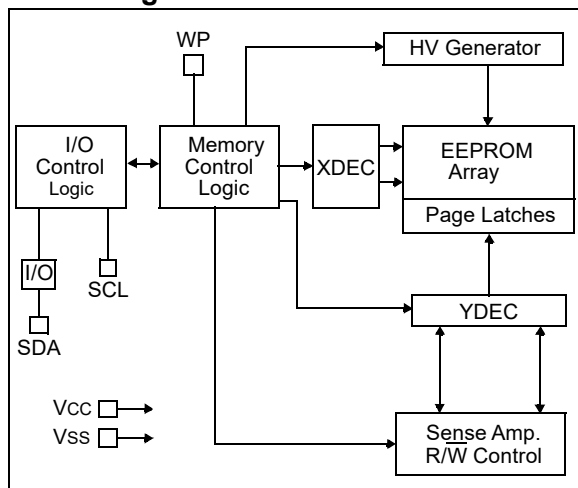 WP
HV Generator
I/O
Control
Logic
Memory
Control
Logic
XDEC
EEPROM
Array
Page Latches
I/O
SCL
SDA
YDEC
VCC
VSS
Sense Amp.
R/W̅ Control